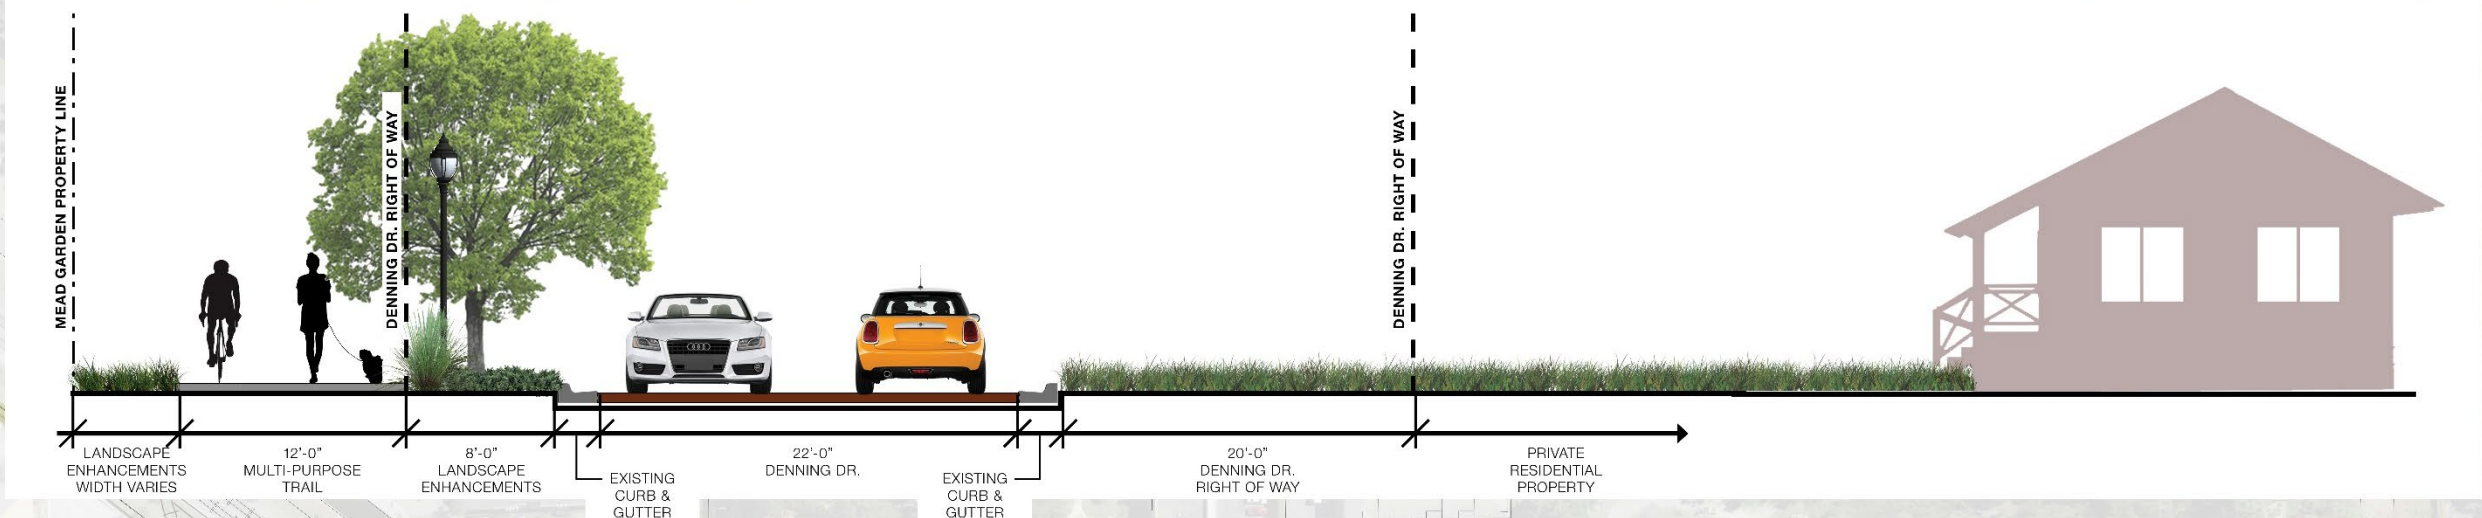 MEAD GARDEN PROPERTY LINE
DENNING DR. RIGHT OF WAY
DENNING DR. RIGHT OF WAY
LANDSCAPE
ENHANCEMENTS
WIDTH VARIES
12'-0"
MULTI-PURPOSE
TRAIL
8'-0"
LANDSCAPE
ENHANCEMENTS
EXISTING
CURB &
GUTTER
22'-0"
DENNING DR.
EXISTING
CURB &
GUTTER
20'-0"
DENNING DR.
RIGHT OF WAY
PRIVATE
RESIDENTIAL
PROPERTY